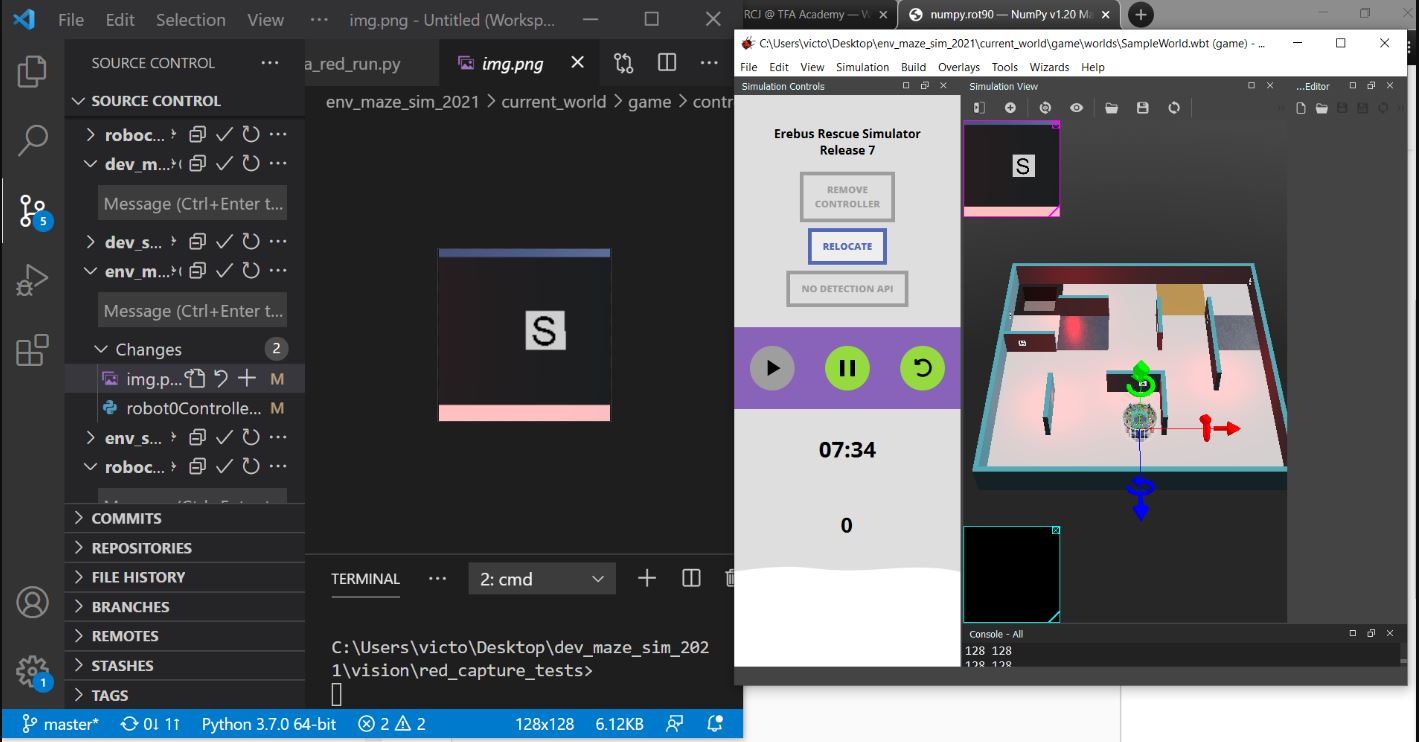 File Edit Selection View ··· img.png - Untitled (Worksp...
SOURCE CONTROL ···
SOURCE CONTROL
roboc...
dev_m...
Message (Ctrl+Enter t...
dev_s...
env_m...
Message (Ctrl+Enter t...
Changes 2
img.p... M
robot0Controlle... M
env_s...
roboc...
COMMITS
REPOSITORIES
FILE HISTORY
BRANCHES
REMOTES
STASHES
TAGS
5
1
a_red_run.py img.png
env_maze_sim_2021 > current_world > game > contr
S
TERMINAL ··· 2: cmd
C:\Users\victo\Desktop\dev_maze_sim_202
1\vision\red_capture_tests>
master* 0↓ 1↑ Python 3.7.0 64-bit 2 2 128x128 6.12KB
RCJ @ TFA Academy — W numpy.rot90 — NumPy v1.20 Ma
C:\Users\victo\Desktop\env_maze_sim_2021\current_world\game\worlds\SampleWorld.wbt (game) - ...
File Edit View Simulation Build Overlays Tools Wizards Help
Simulation Controls
Simulation View
...Editor
Erebus Rescue Simulator
Release 7
REMOVE
CONTROLLER
RELOCATE
NO DETECTION API
07:34
0
S
Console - All
128 128
128 128